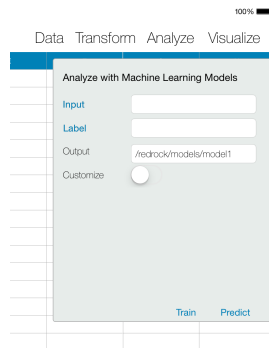 100%
Data Transform Analyze Visualize
Analyze with Machine Learning Models
Input
Label
Output /redrock/models/model1
Customize
Train Predict